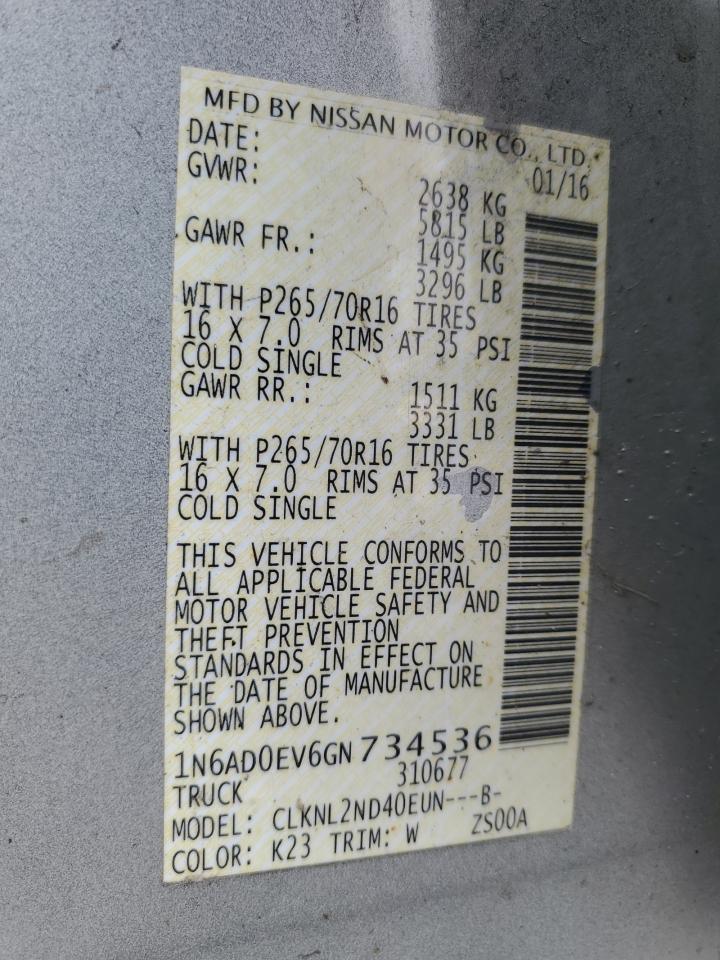 MFD BY NISSAN MOTOR CO., LTD.
DATE: 01/16
GVWR: 2638 KG
5815 LB
GAWR FR.: 1495 KG
3296 LB
WITH P265/70R16 TIRES
16 X 7.0 RIMS AT 35 PSI
COLD SINGLE
GAWR RR.: 1511 KG
3331 LB
WITH P265/70R16 TIRES
16 X 7.0 RIMS AT 35 PSI
COLD SINGLE
THIS VEHICLE CONFORMS TO
ALL APPLICABLE FEDERAL
MOTOR VEHICLE SAFETY AND
THEFT PREVENTION
STANDARDS IN EFFECT ON
THE DATE OF MANUFACTURE
SHOWN ABOVE.
1N6AD0EV6GN734536
TRUCK 310677
MODEL: CLKNL2ND40EUN---B-
COLOR: K23 TRIM: W ZS00A